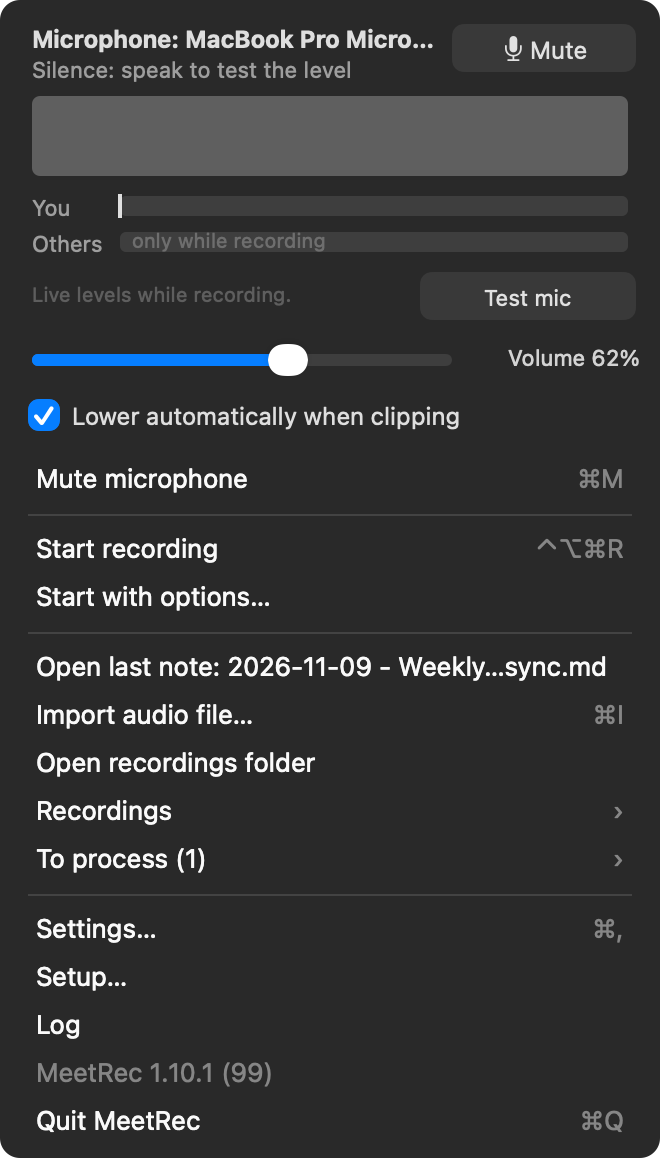 Microphone: MacBook Pro Micro...
Mute
Silence: speak to test the level
You
Others only while recording
Live levels while recording.
Test mic
Volume 62%
Lower automatically when clipping
Mute microphone ⌘M
Start recording ^⌥⌘R
Start with options...
Open last note: 2026-11-09 - Weekly...sync.md
Import audio file... ⌘I
Open recordings folder
Recordings ›
To process (1) ›
Settings... ⌘,
Setup...
Log
MeetRec 1.10.1 (99)
Quit MeetRec ⌘Q